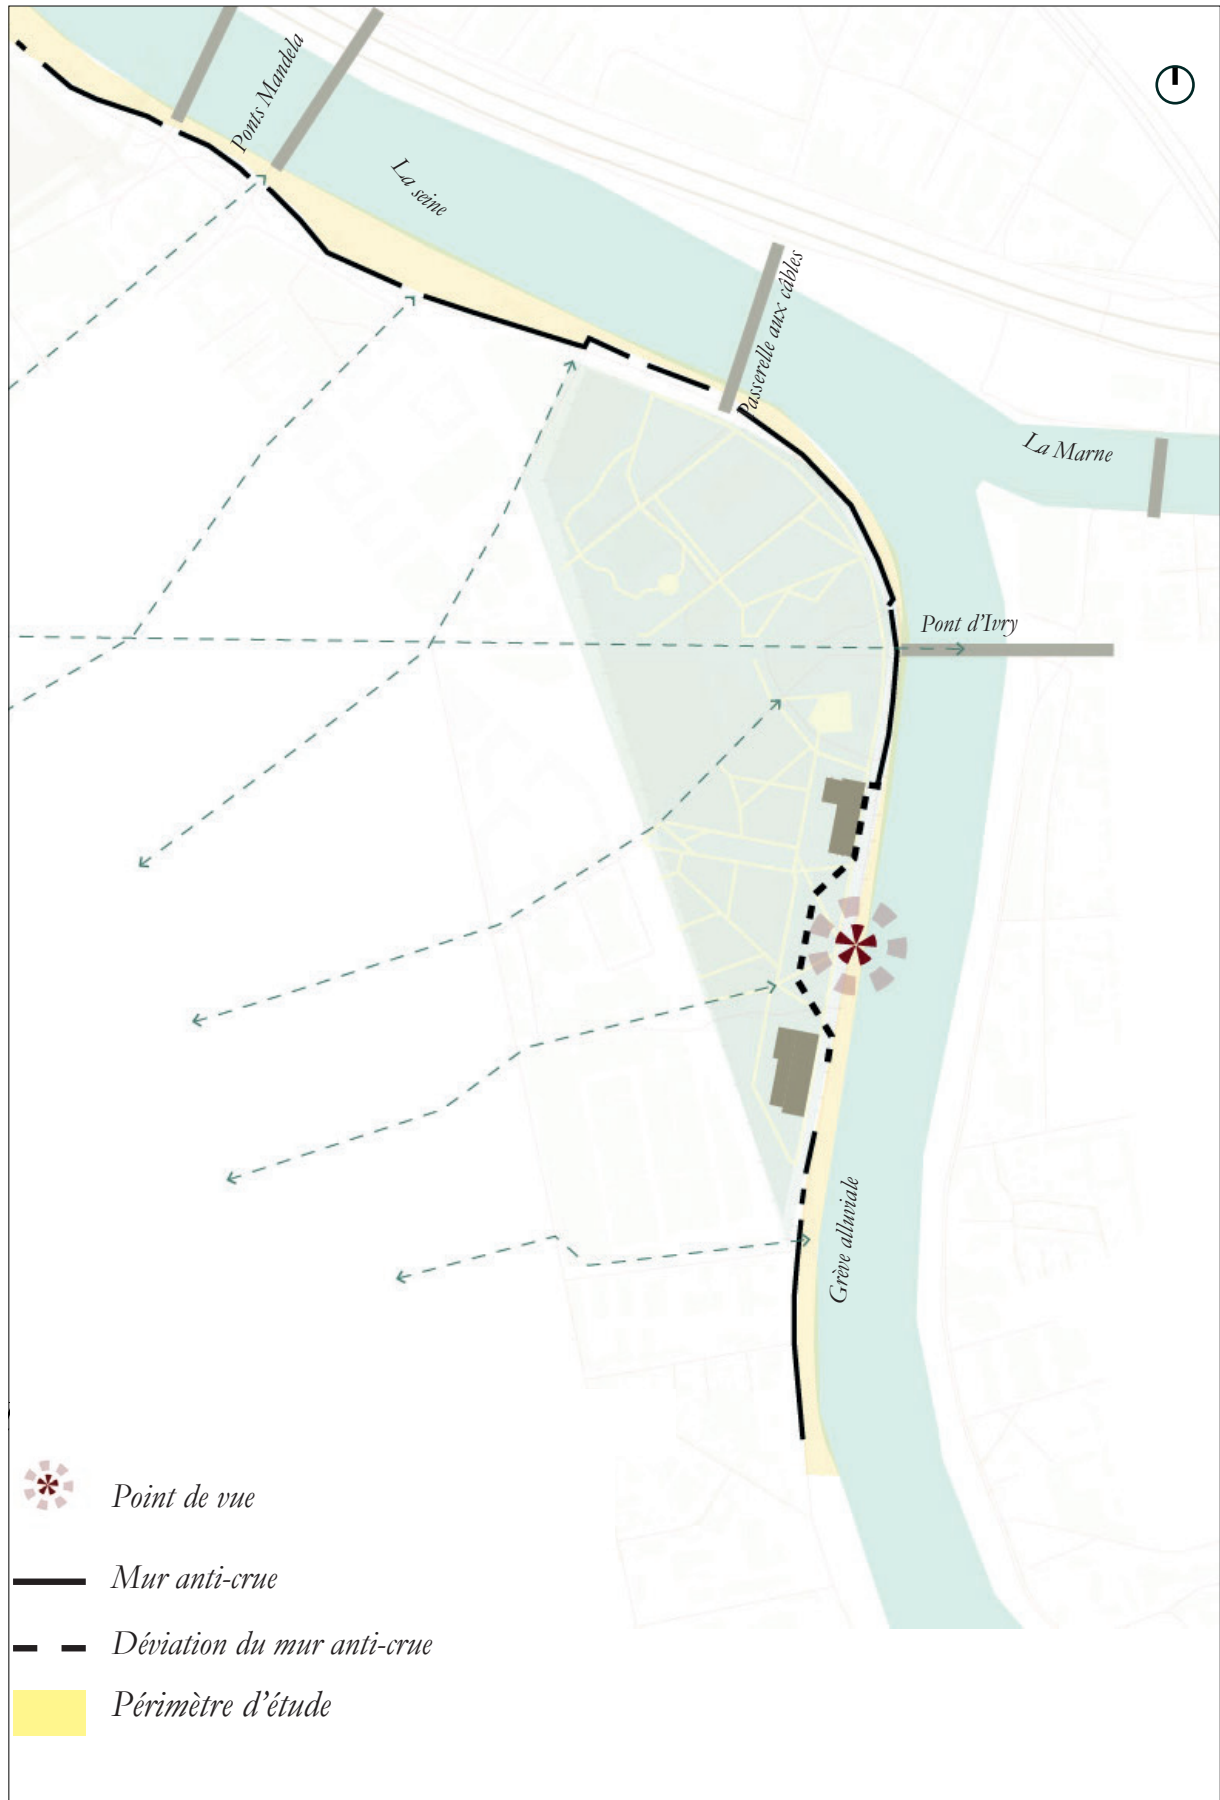 Ponts Mandela
La seine
Passerelle aux câbles
La Marne
Pont d'Ivry
Grève alluviale
Point de vue
Mur anti-crue
Déviation du mur anti-crue
Périmètre d'étude